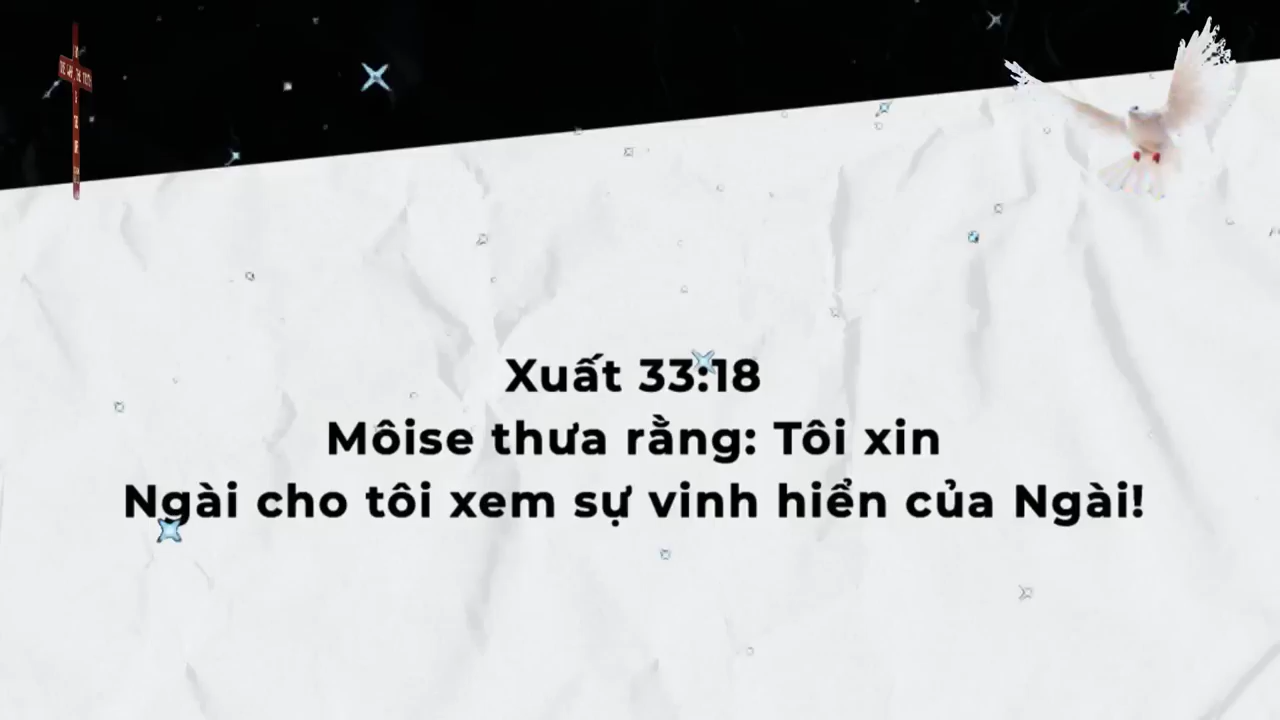 Xuất 33:18
Môise thưa rằng: Tôi xin
Ngài cho tôi xem sự vinh hiển của Ngài!